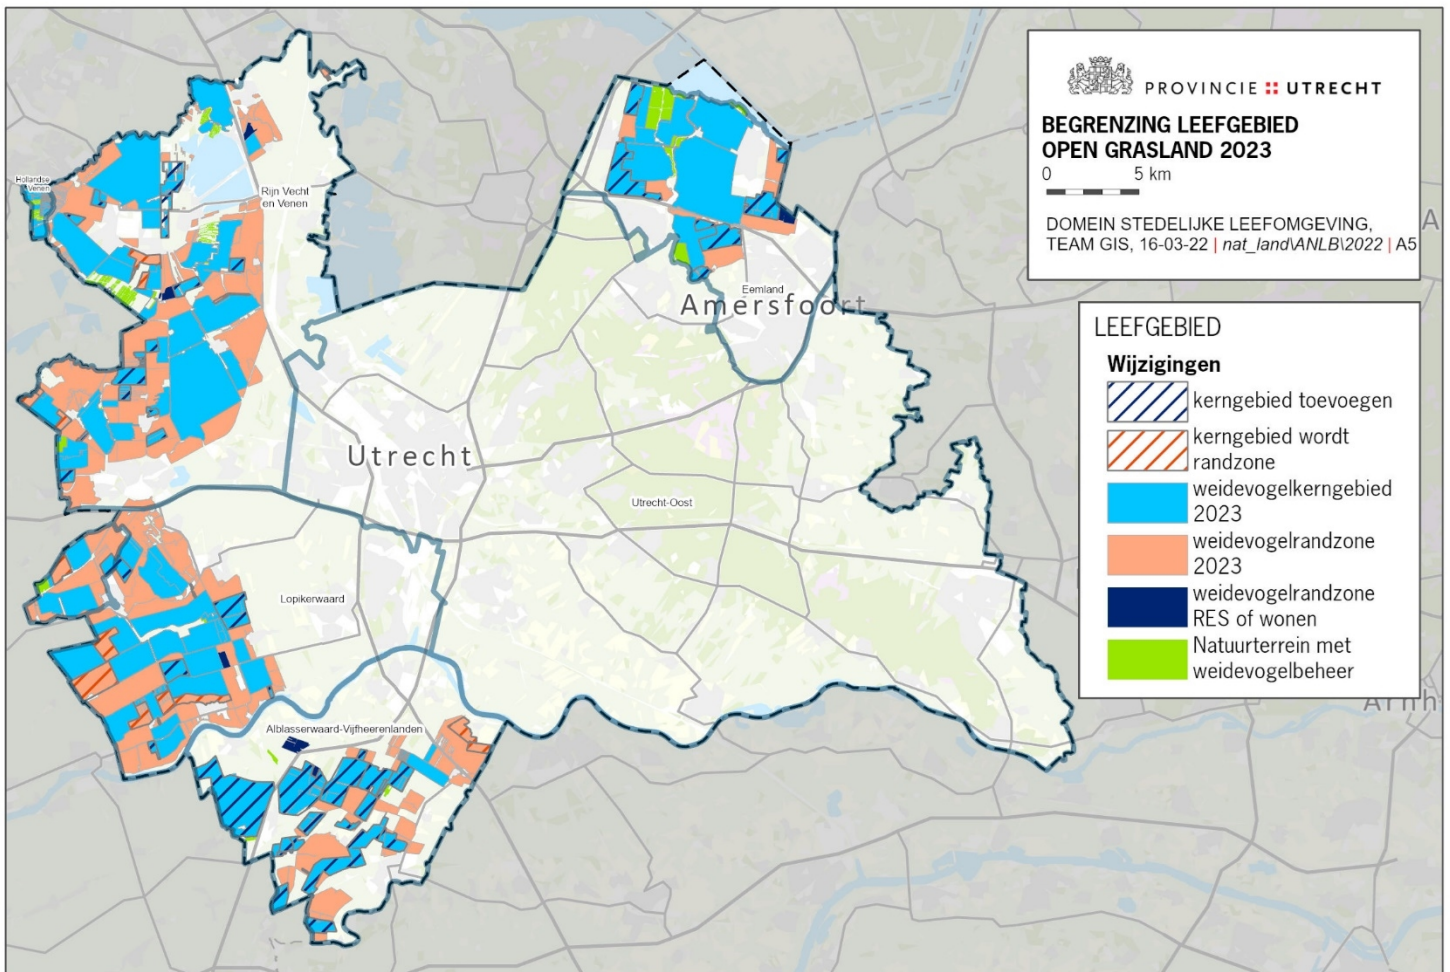 PROVINCIE UTRECHT
BEGRENZING LEEFGEBIED
OPEN GRASLAND 2023
0 5 km
DOMEIN STEDELIJKE LEEFOMGEVING,
TEAM GIS, 16-03-22 | nat_land\ANLB\2022 | A5
LEEFGEBIED
Wijzigingen
kerngebied toevoegen
kerngebied wordt
randzone
weidevogelkerngebied
2023
weidevogelrandzone
2023
weidevogelrandzone
RES of wonen
Natuurterrein met
weidevogelbeheer
Hollandse
Venen
Rijn Vecht
en Venen
Eemland
Amersfoort
Utrecht
Utrecht-Oost
Lopikerwaard
Alblasserwaard-Vijfheerenlanden
A
Arnh